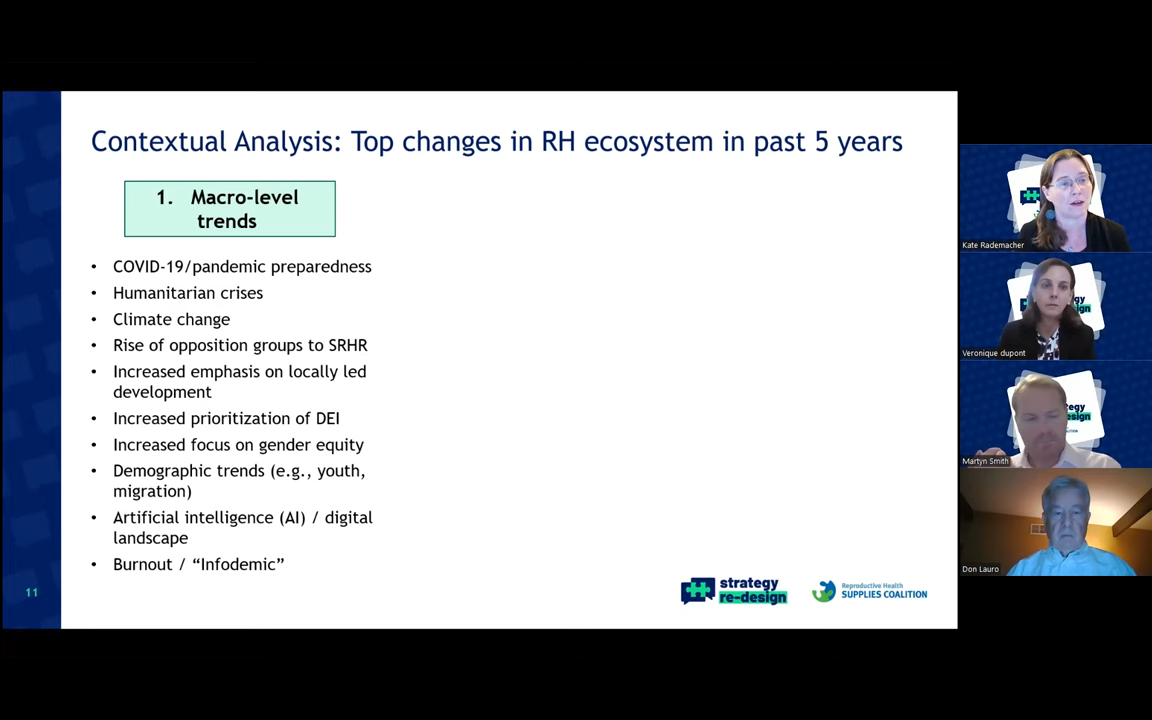 Contextual Analysis: Top changes in RH ecosystem in past 5 years
1. Macro-level
trends
• COVID-19/pandemic preparedness
• Humanitarian crises
• Climate change
• Rise of opposition groups to SRHR
• Increased emphasis on locally led
development
• Increased prioritization of DEI
• Increased focus on gender equity
• Demographic trends (e.g., youth,
migration)
• Artificial intelligence (AI) / digital
landscape
• Burnout / “Infodemic”
11
strategy
re-design
Reproductive Health
SUPPLIES COALITION
Kate Rademacher
Veronique dupont
Martyn Smith
Don Lauro